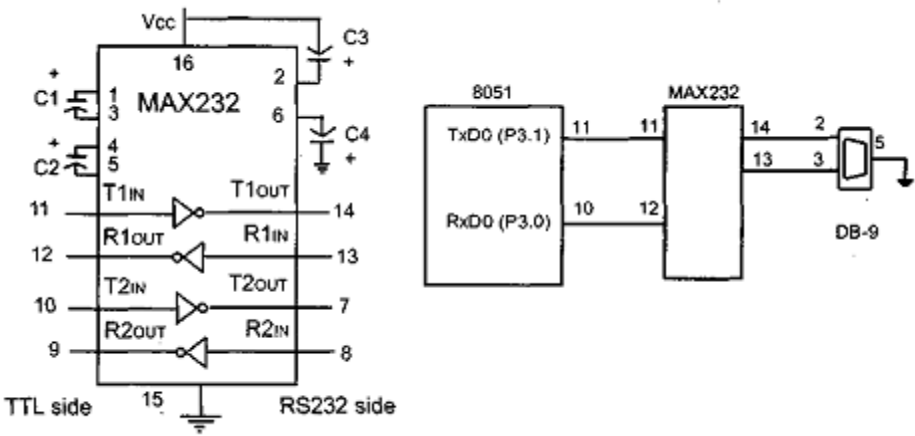 Vcc
C3
+
16
2
+
C1
1
3
MAX232
6
C4
+
+
C2
4
5
T1IN
T1OUT
11
14
R1OUT
R1IN
12
13
T2IN
T2OUT
10
7
R2OUT
R2IN
9
8
TTL side
15
RS232 side
8051
MAX232
TxD0 (P3.1)
11
11
14
2
5
13
3
RxD0 (P3.0)
10
12
DB-9